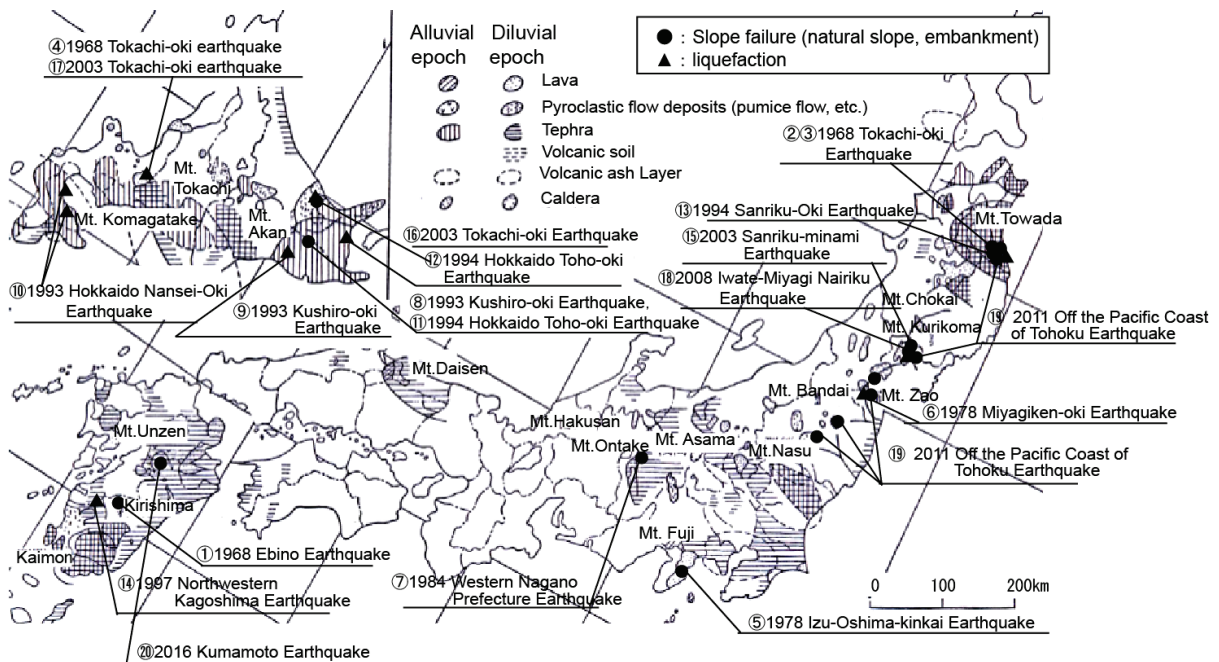 ④1968 Tokachi-oki earthquake
⑰2003 Tokachi-oki earthquake
Alluvial epoch
Diluvial epoch
Lava
Pyroclastic flow deposits (pumice flow, etc.)
Tephra
Volcanic soil
Volcanic ash Layer
Caldera
● : Slope failure (natural slope, embankment)
▲ : liquefaction
②③1968 Tokachi-oki
Earthquake
Mt.
Tokachi
Mt. Komagatake
Mt.
Akan
⑬1994 Sanriku-Oki Earthquake
Mt.Towada
⑮2003 Sanriku-minami
Earthquake
⑯2003 Tokachi-oki Earthquake
⑫1994 Hokkaido Toho-oki
Earthquake
⑱2008 Iwate-Miyagi Nairiku
Earthquake
Mt.Chokai
Mt. Kurikoma
⑩1993 Hokkaido Nansei-Oki
Earthquake
⑨1993 Kushiro-oki
Earthquake
⑧1993 Kushiro-oki Earthquake,
⑪1994 Hokkaido Toho-oki Earthquake
⑲ 2011 Off the Pacific Coast
of Tohoku Earthquake
Mt.Daisen
Mt. Bandai
Mt. Zao
⑥1978 Miyagiken-oki Earthquake
Mt.Unzen
Mt.Hakusan
Mt.Ontake
Mt. Asama
Mt.Nasu
⑲ 2011 Off the Pacific Coast of
Tohoku Earthquake
Kirishima
Kaimon
Mt. Fuji
①1968 Ebino Earthquake
⑭1997 Northwestern
Kagoshima Earthquake
⑦1984 Western Nagano
Prefecture Earthquake
0 100 200km
⑤1978 Izu-Oshima-kinkai Earthquake
⑳2016 Kumamoto Earthquake